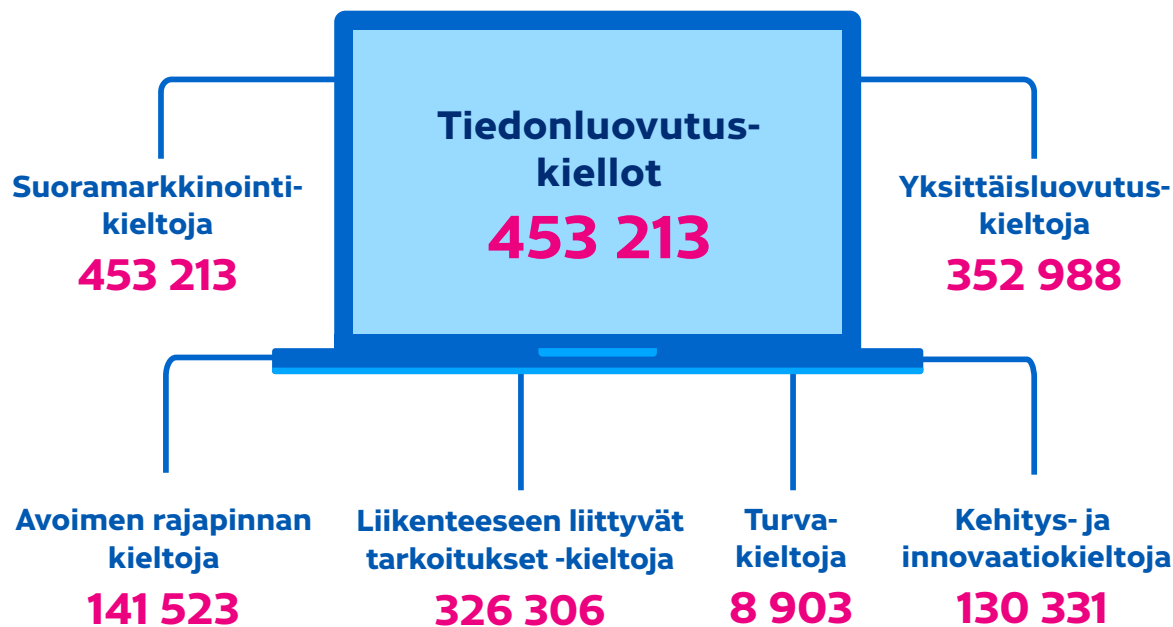 Tiedonluovutus-
kiellot
453 213
Suoramarkkinointi-
kieltoja
453 213
Yksittäisluovutus-
kieltoja
352 988
Avoimen rajapinnan
kieltoja
141 523
Liikenteeseen liittyvät
tarkoitukset -kieltoja
326 306
Turva-
kieltoja
8 903
Kehitys- ja
innovaatiokieltoja
130 331